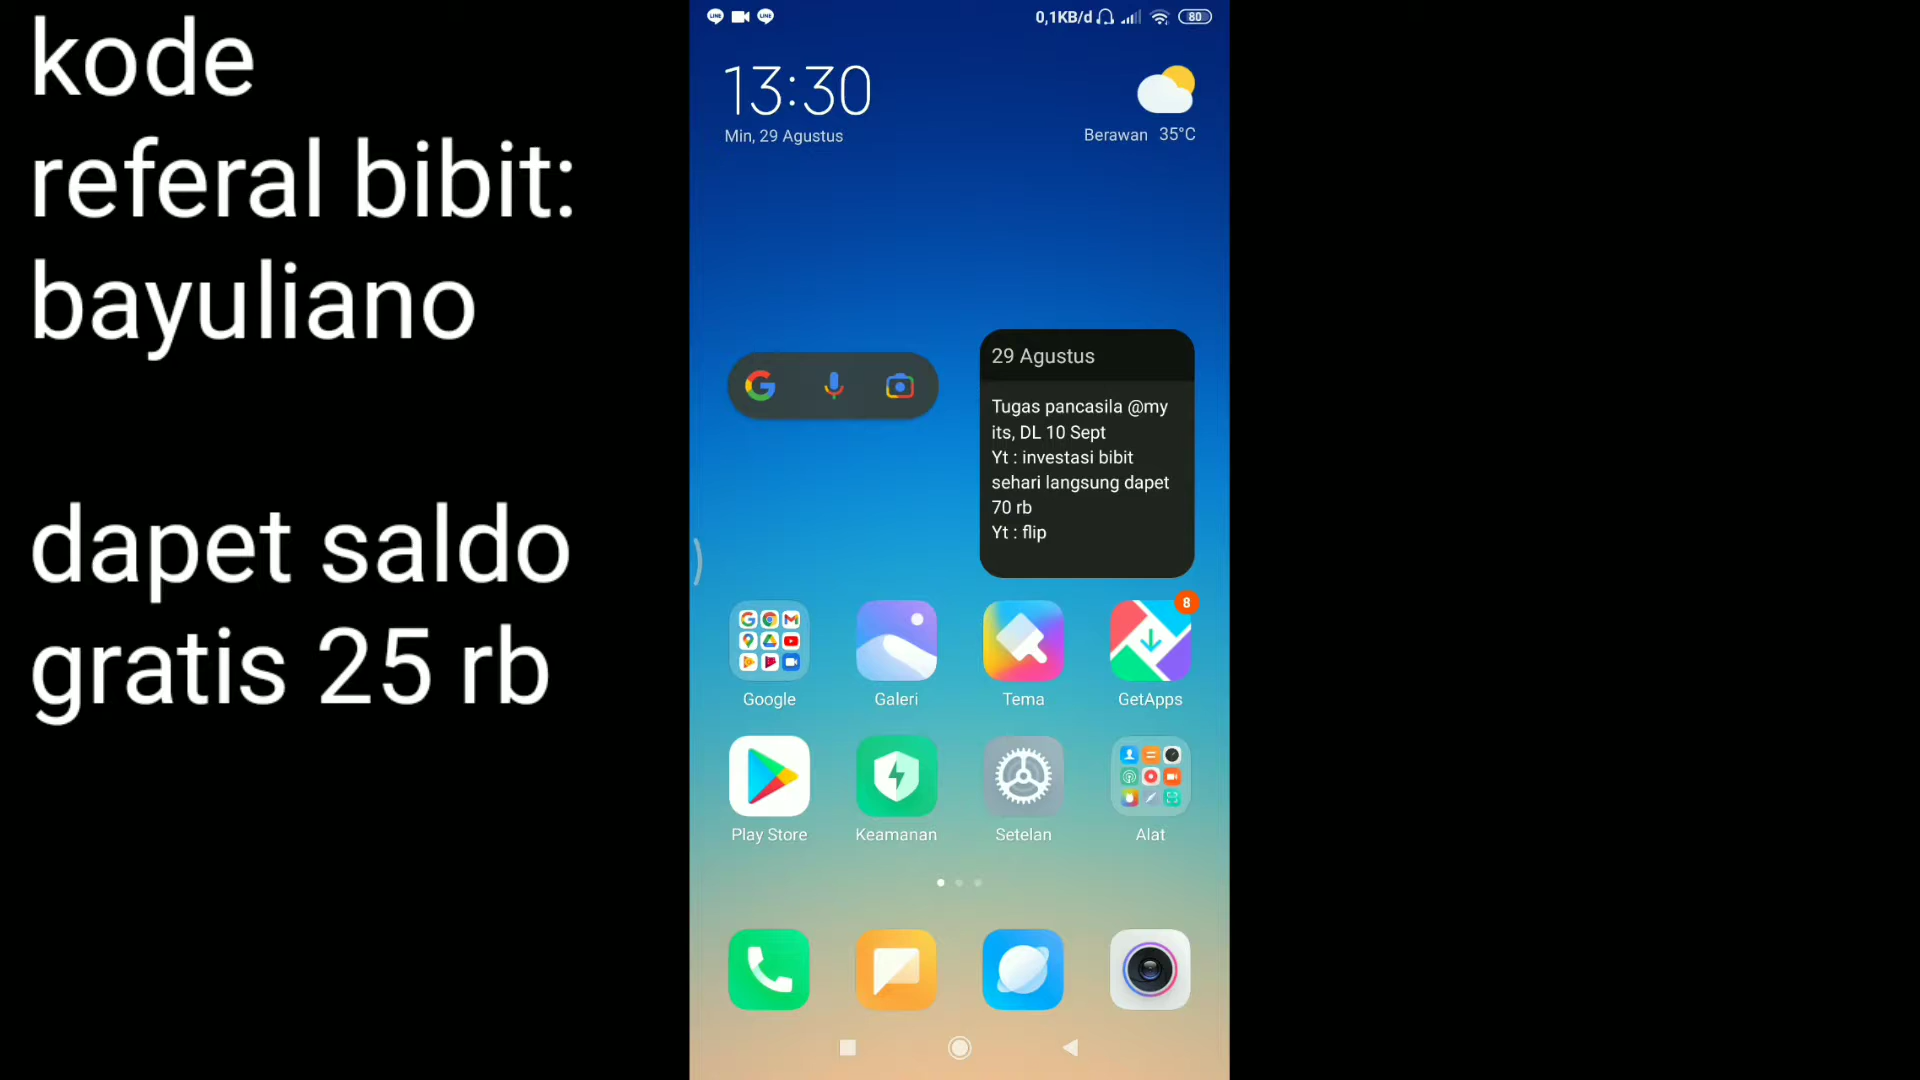 kode
referal bibit:
bayuliano
dapet saldo
gratis 25 rb
LINE LINE 0,1KB/d 80
13:30
Min, 29 Agustus
Berawan 35°C
29 Agustus
Tugas pancasila @my
its, DL 10 Sept
Yt : investasi bibit
sehari langsung dapet
70 rb
Yt : flip
8
Google Galeri Tema GetApps
Play Store Keamanan Setelan Alat